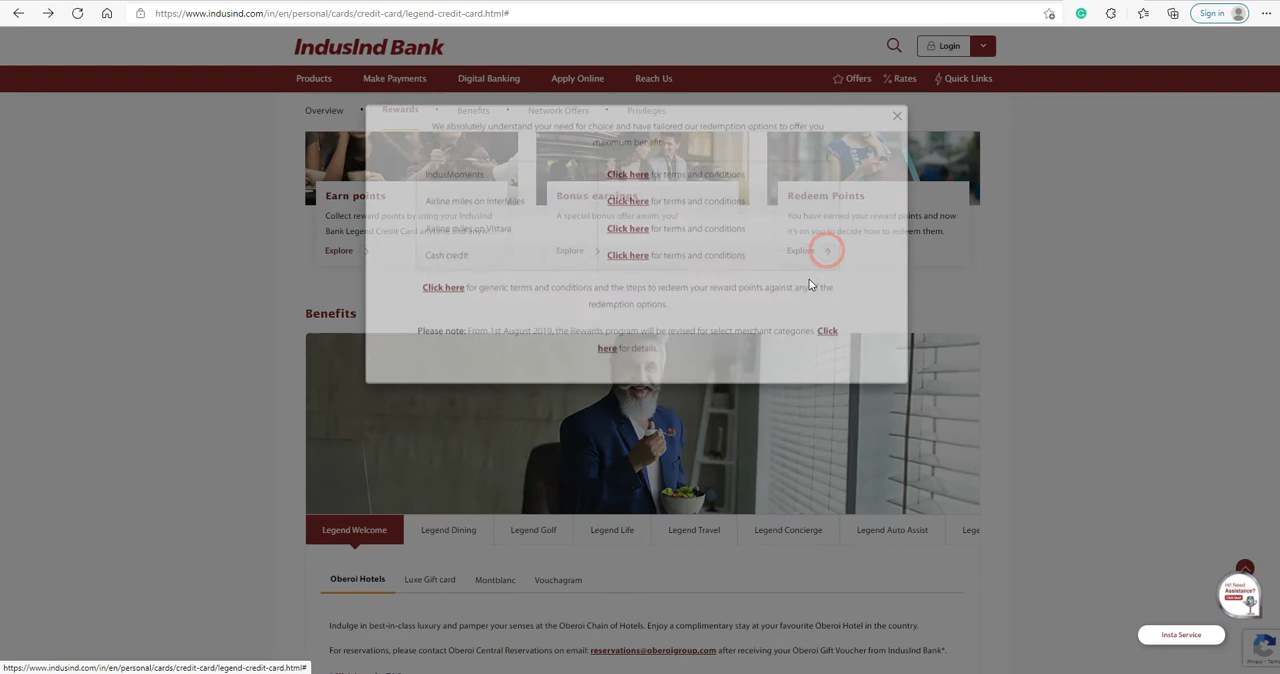 https://www.indusind.com/in/en/personal/cards/credit-card/legend-credit-card.html#
Sign in
IndusInd Bank
Login
Products Make Payments Digital Banking Apply Online Reach Us
Offers Rates Quick Links
Overview • Rewards • Benefits • Network Offers • Privileges
We absolutely understand your need for choice and have tailored our redemption options to offer you
maximum benefit.
IndusMoments Click here for terms and conditions
Airline miles on InterMiles Click here for terms and conditions
Airline miles on Vistara Click here for terms and conditions
Cash credit Click here for terms and conditions
Click here for generic terms and conditions and the steps to redeem your reward points against any of the
redemption options.
Please note: From 1st August 2019, the Rewards program will be revised for select merchant categories. Click
here for details.
Earn points
Collect reward points by using your IndusInd
Bank Legend Credit Card anytime and
Explore
Bonus earnings
A special bonus offer awaits you!
Explore
Redeem Points
You have earned your reward points and now
it's on you to decide how to redeem them.
Explore
Benefits
Legend Welcome Legend Dining Legend Golf Legend Life Legend Travel Legend Concierge Legend Auto Assist Lege
Oberoi Hotels Luxe Gift card Montblanc Vouchagram
Indulge in best-in-class luxury and pamper your senses at the Oberoi Chain of Hotels. Enjoy a complimentary stay at your favourite Oberoi Hotel in the country.
For reservations, please contact Oberoi Central Reservations on email: reservations@oberoigroup.com after receiving your Oberoi Gift Voucher from IndusInd Bank*.
Hi! Need
Assistance?
Insta Service
https://www.indusind.com/in/en/personal/cards/credit-card/legend-credit-card.html#